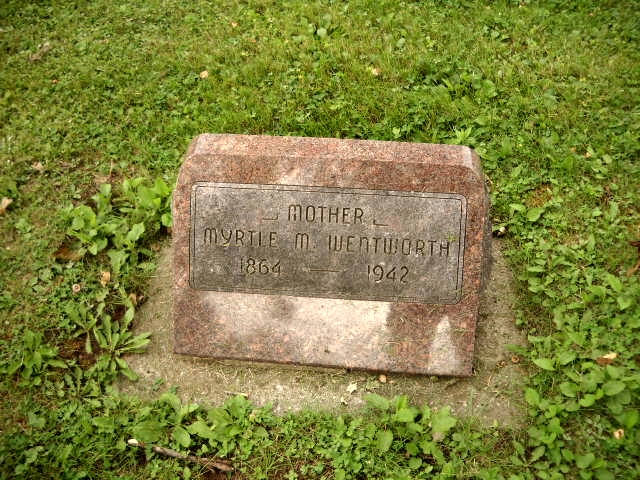 MOTHER
MYRTLE M. WENTWORTH
1864 — 1942